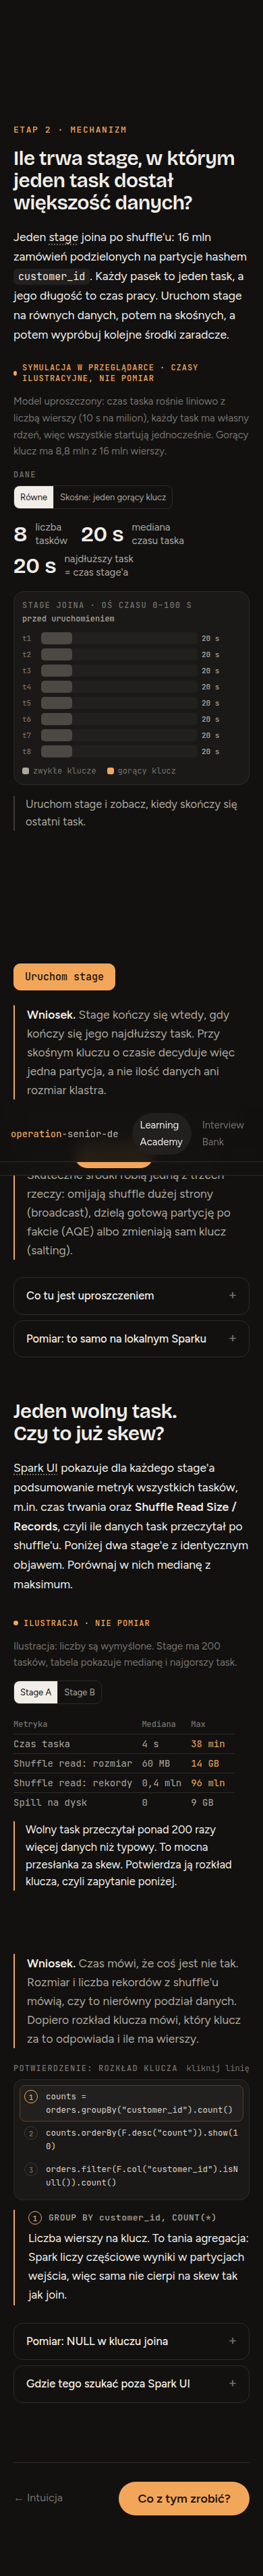 ETAP 2 · MECHANIZM
Ile trwa stage, w którym
jeden task dostał
większość danych?
Jeden stage joina po shuffle'u: 16 mln
zamówień podzielonych na partycje hashem
customer_id. Każdy pasek to jeden task, a
jego długość to czas pracy. Uruchom stage
na równych danych, potem na skośnych, a
potem wypróbuj kolejne środki zaradcze.
SYMULACJA W PRZEGLĄDARCE · CZASY
ILUSTRACYJNE, NIE POMIAR
Model uproszczony: czas taska rośnie liniowo z
liczbą wierszy (10 s na milion), każdy task ma własny
rdzeń, więc wszystkie startują jednocześnie. Gorący
klucz ma 8,8 mln z 16 mln wierszy.
DANE
Równe
Skośne: jeden gorący klucz
8 liczba tasków
20 s mediana czasu taska
20 s najdłuższy task = czas stage'a
STAGE JOINA · OŚ CZASU 0–100 S
przed uruchomieniem
t1 20 s
t2 20 s
t3 20 s
t4 20 s
t5 20 s
t6 20 s
t7 20 s
t8 20 s
zwykłe klucze gorący klucz
Uruchom stage i zobacz, kiedy skończy się
ostatni task.
Uruchom stage
Wniosek. Stage kończy się wtedy, gdy
kończy się jego najdłuższy task. Przy
skośnym kluczu o czasie decyduje więc
jedna partycja, a nie ilość danych ani
rozmiar klastra.
operation-senior-de
Learning
Academy
Interview
Bank
Skuteczne środki robią jedną z trzech
rzeczy: omijają shuffle dużej strony
(broadcast), dzielą gotową partycję po
fakcie (AQE) albo zmieniają sam klucz
(salting).
Co tu jest uproszczeniem +
Pomiar: to samo na lokalnym Sparku +
Jeden wolny task.
Czy to już skew?
Spark UI pokazuje dla każdego stage'a
podsumowanie metryk wszystkich tasków,
m.in. czas trwania oraz Shuffle Read Size /
Records, czyli ile danych task przeczytał po
shuffle'u. Poniżej dwa stage'e z identycznym
objawem. Porównaj w nich medianę z
maksimum.
ILUSTRACJA · NIE POMIAR
Ilustracja: liczby są wymyślone. Stage ma 200
tasków, tabela pokazuje medianę i najgorszy task.
Stage A
Stage B
Metryka Mediana Max
Czas taska 4 s 38 min
Shuffle read: rozmiar 60 MB 14 GB
Shuffle read: rekordy 0,4 mln 96 mln
Spill na dysk 0 9 GB
Wolny task przeczytał ponad 200 razy
więcej danych niż typowy. To mocna
przesłanka za skew. Potwierdza ją rozkład
klucza, czyli zapytanie poniżej.
Wniosek. Czas mówi, że coś jest nie tak.
Rozmiar i liczba rekordów z shuffle'u
mówią, czy to nierówny podział danych.
Dopiero rozkład klucza mówi, który klucz
za to odpowiada i ile ma wierszy.
POTWIERDZENIE: ROZKŁAD KLUCZA kliknij linię
1 counts =
orders.groupBy("customer_id").count()
2 counts.orderBy(F.desc("count")).show(1
0)
3 orders.filter(F.col("customer_id").isN
ull()).count()
1 GROUP BY customer_id, COUNT(*)
Liczba wierszy na klucz. To tania agregacja:
Spark liczy częściowe wyniki w partycjach
wejścia, więc sama nie cierpi na skew tak
jak join.
Pomiar: NULL w kluczu joina +
Gdzie tego szukać poza Spark UI +
← Intuicja
Co z tym zrobić?